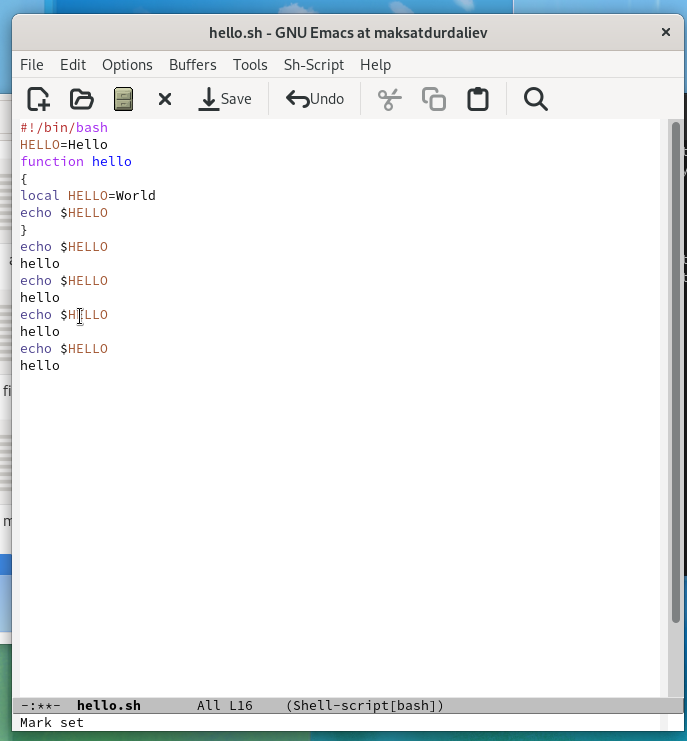 hello.sh - GNU Emacs at maksatdurdaliev
File Edit Options Buffers Tools Sh-Script Help
Save Undo
#!/bin/bash
HELLO=Hello
function hello
{
local HELLO=World
echo $HELLO
}
echo $HELLO
hello
echo $HELLO
hello
echo $HELLO
hello
echo $HELLO
hello
-:**- hello.sh All L16 (Shell-script[bash])
Mark set